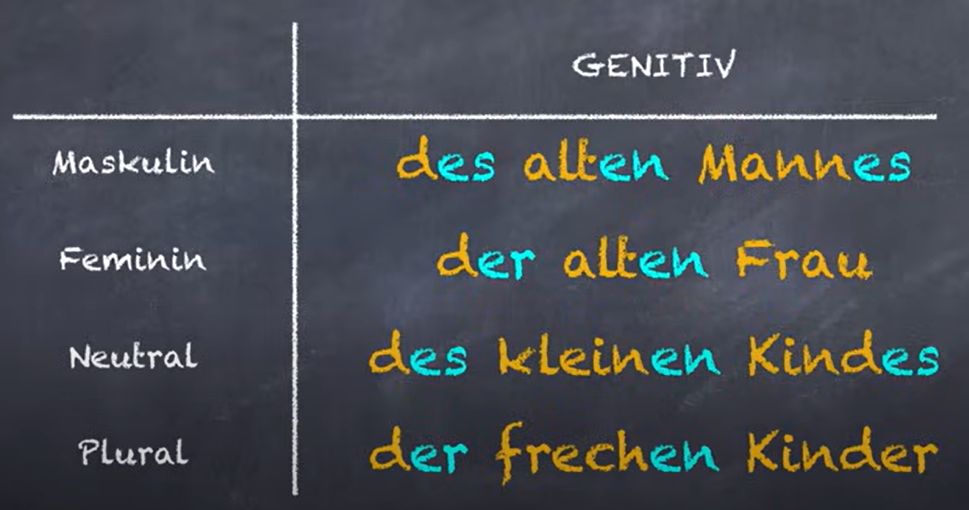 GENITIV
Maskulin des alten Mannes
Feminin der alten Frau
Neutral des kleinen Kindes
Plural der frechen Kinder